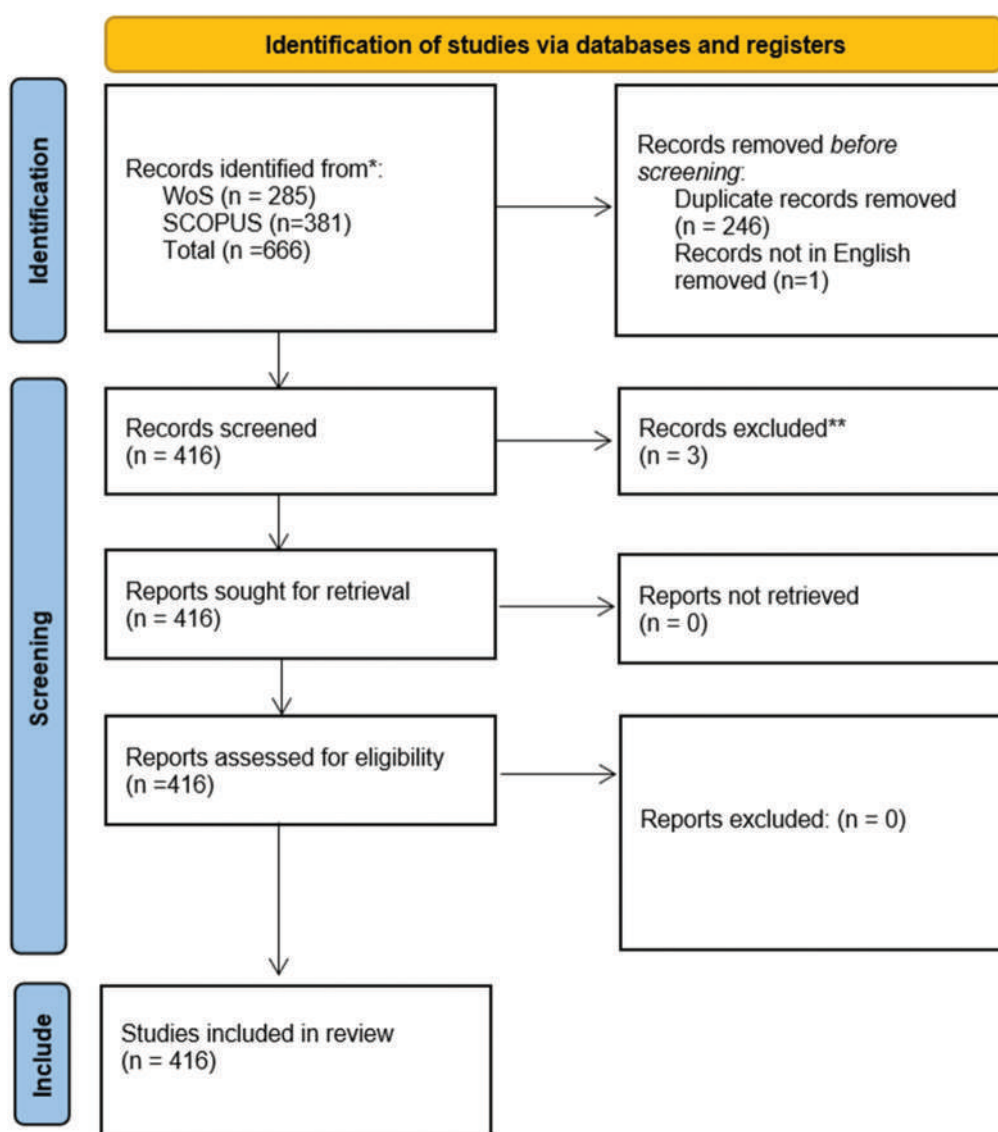 Identification of studies via databases and registers
Identification
Records identified from*:
WoS (n = 285)
SCOPUS (n=381)
Total (n =666)
Records removed before
screening:
Duplicate records removed
(n = 246)
Records not in English
removed (n=1)
Screening
Records screened
(n = 416)
Records excluded**
(n = 3)
Reports sought for retrieval
(n = 416)
Reports not retrieved
(n = 0)
Reports assessed for eligibility
(n =416)
Reports excluded: (n = 0)
Include
Studies included in review
(n = 416)